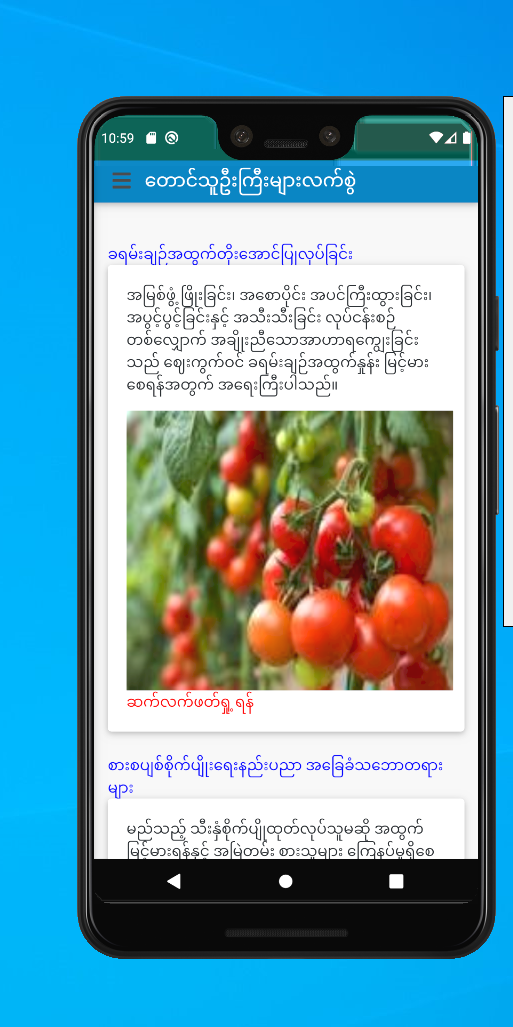 10:59
တောင်သူဦးကြီးများလက်စွဲ
ခရမ်းချဉ်အထွက်တိုးအောင်ပြုလုပ်ခြင်း
အမြစ်ဖွံ့ ဖြိုးခြင်း၊ အစောပိုင်း အပင်ကြီးထွားခြင်း၊
အပွင့်ပွင့်ခြင်းနှင့် အသီးသီးခြင်း လုပ်ငန်းစဉ်
တစ်လျှောက် အချိုးညီသောအာဟာရကျွေးခြင်း
သည် ဈေးကွက်ဝင် ခရမ်းချဉ်အထွက်နှုန်း မြင့်မား
စေရန်အတွက် အရေးကြီးပါသည်။
ဆက်လက်ဖတ်ရှု့ ရန်
စားစပျစ်စိုက်ပျိုးရေးနည်းပညာ အခြေခံသဘောတရား
များ
မည်သည့် သီးနှံစိုက်ပျိုထုတ်လုပ်သူမဆို အထွက်
မြင့်မားရန်နှင့် အမြဲတမ်း စားသူများ ကြေနပ်မှုရှိစေ